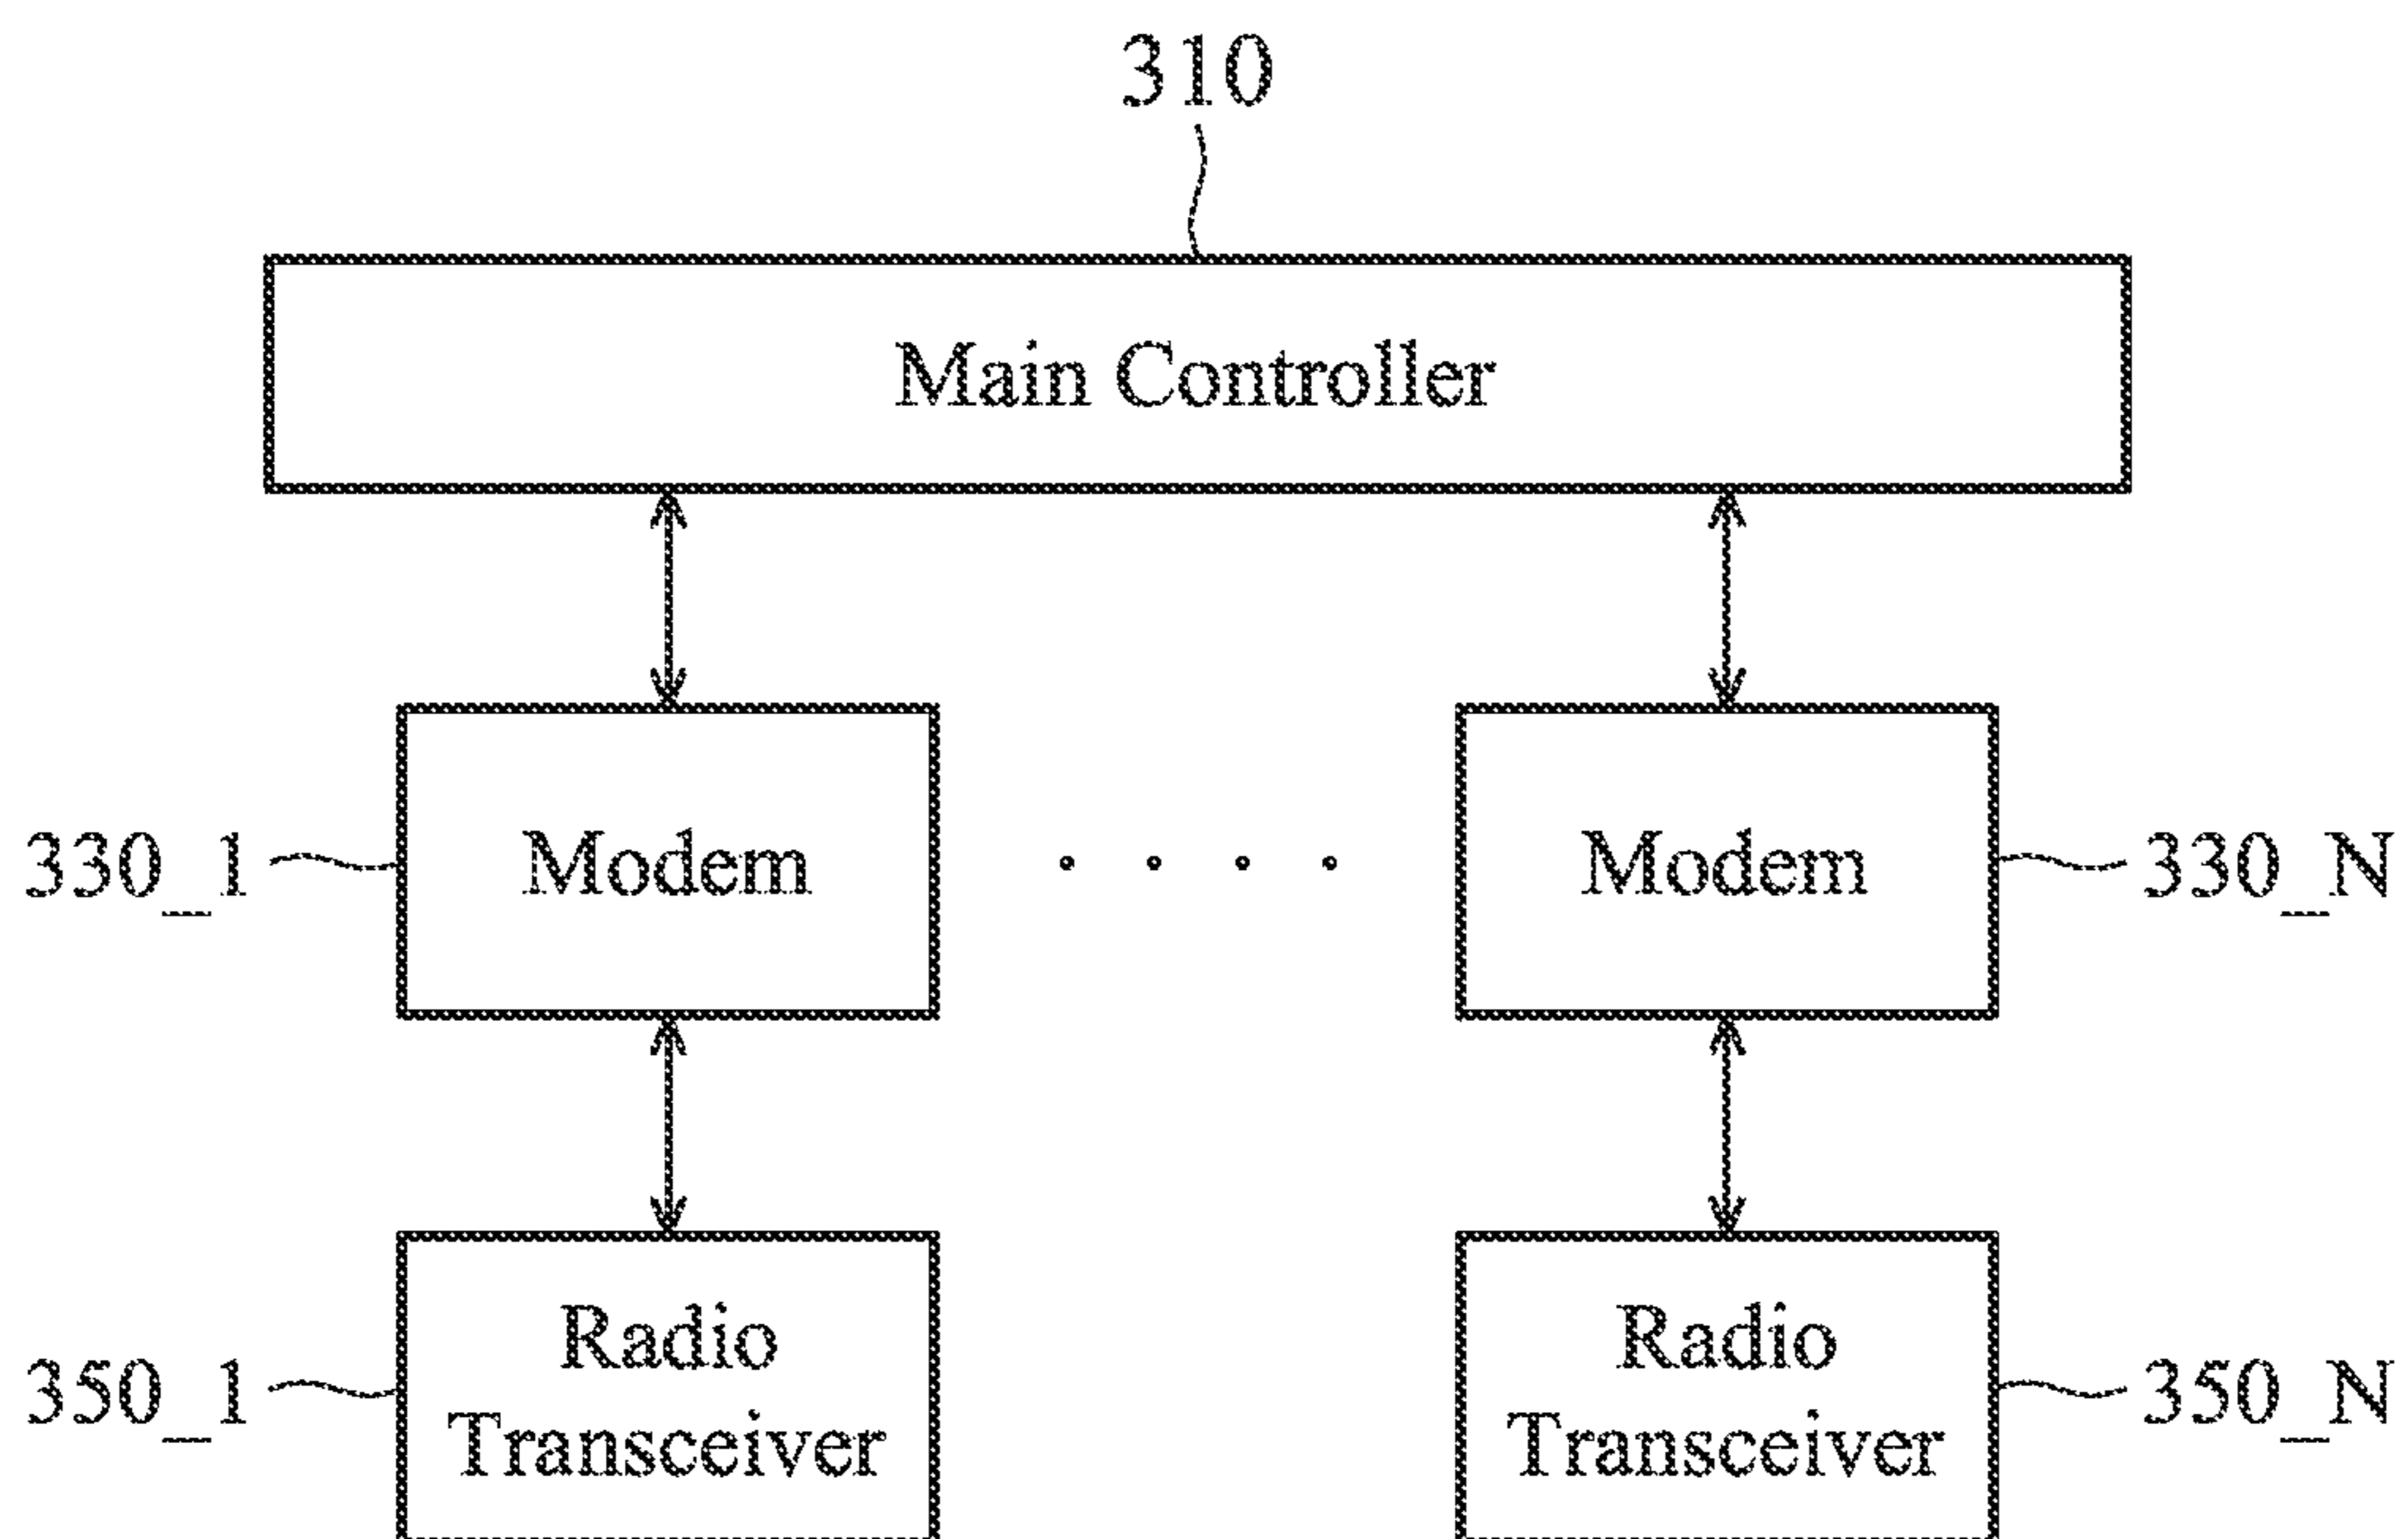 310
Main Controller
330_1
Modem
Modem
330_N
350_1
Radio
Transceiver
Radio
Transceiver
350_N